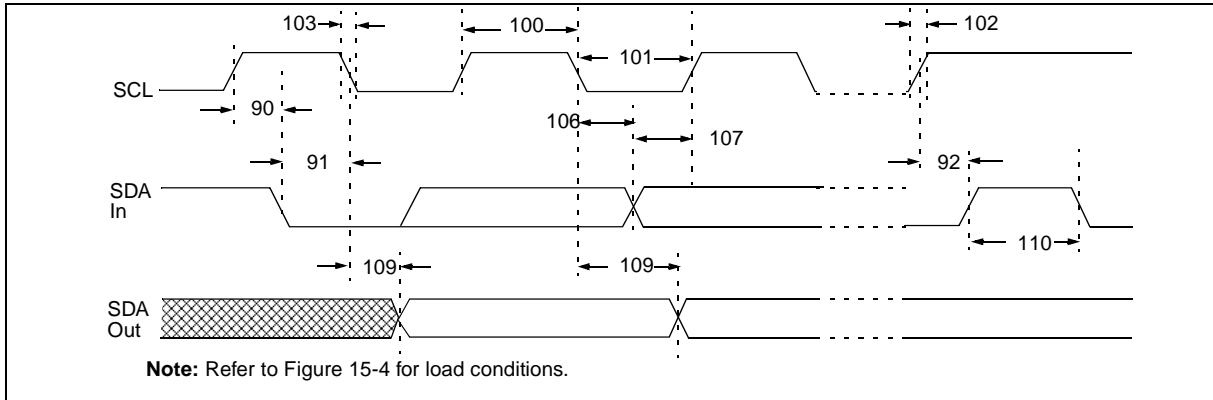 103
100
102
101
SCL
90
106
107
91
92
SDA
In
110
109
109
SDA
Out
Note: Refer to Figure 15-4 for load conditions.